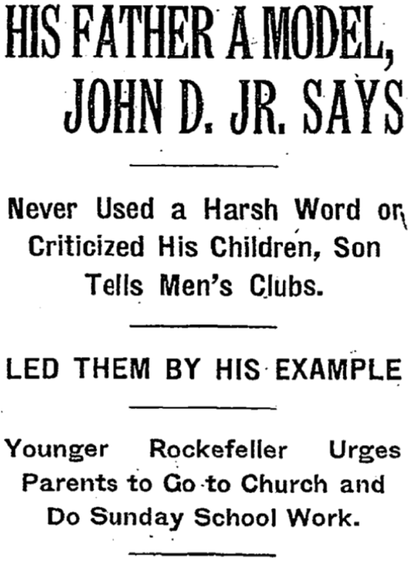 HIS FATHER A MODEL,
JOHN D. JR. SAYS
Never Used a Harsh Word or
Criticized His Children, Son
Tells Men's Clubs.
LED THEM BY HIS EXAMPLE
Younger Rockefeller Urges
Parents to Go to Church and
Do Sunday School Work.